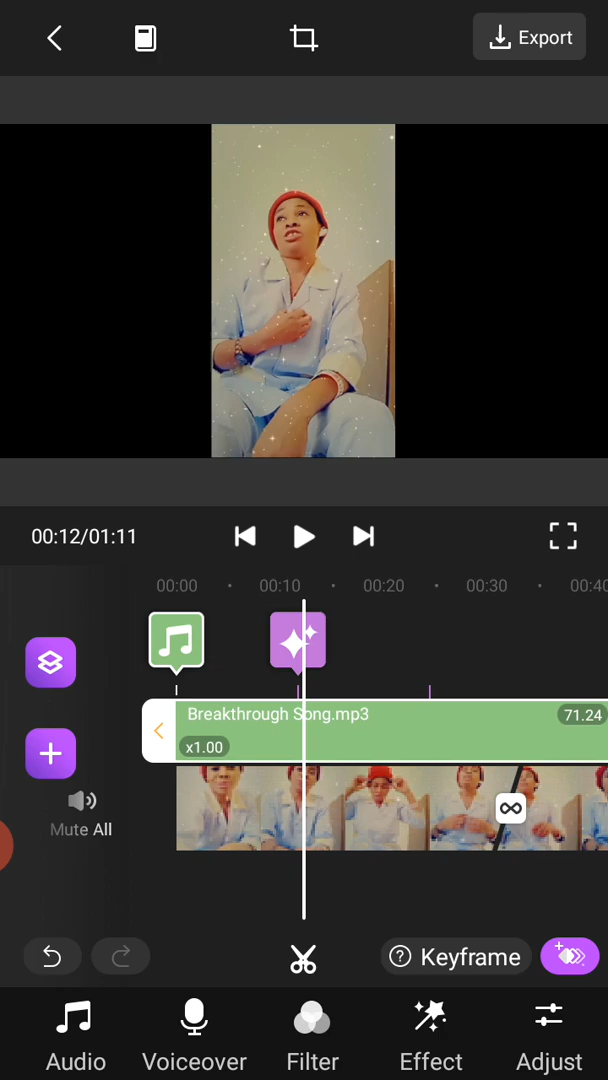 Export
00:12/01:11
00:00 00:10 00:20 00:30 00:40
Breakthrough Song.mp3 71.24
x1.00
Mute All
Keyframe
Audio Voiceover Filter Effect Adjust